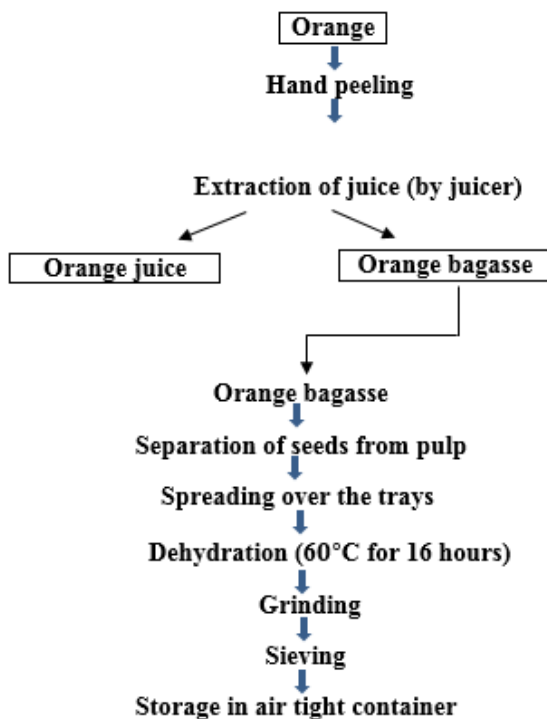 Orange
Hand peeling
Extraction of juice (by juicer)
Orange juice
Orange bagasse
Orange bagasse
Separation of seeds from pulp
Spreading over the trays
Dehydration (60°C for 16 hours)
Grinding
Sieving
Storage in air tight container